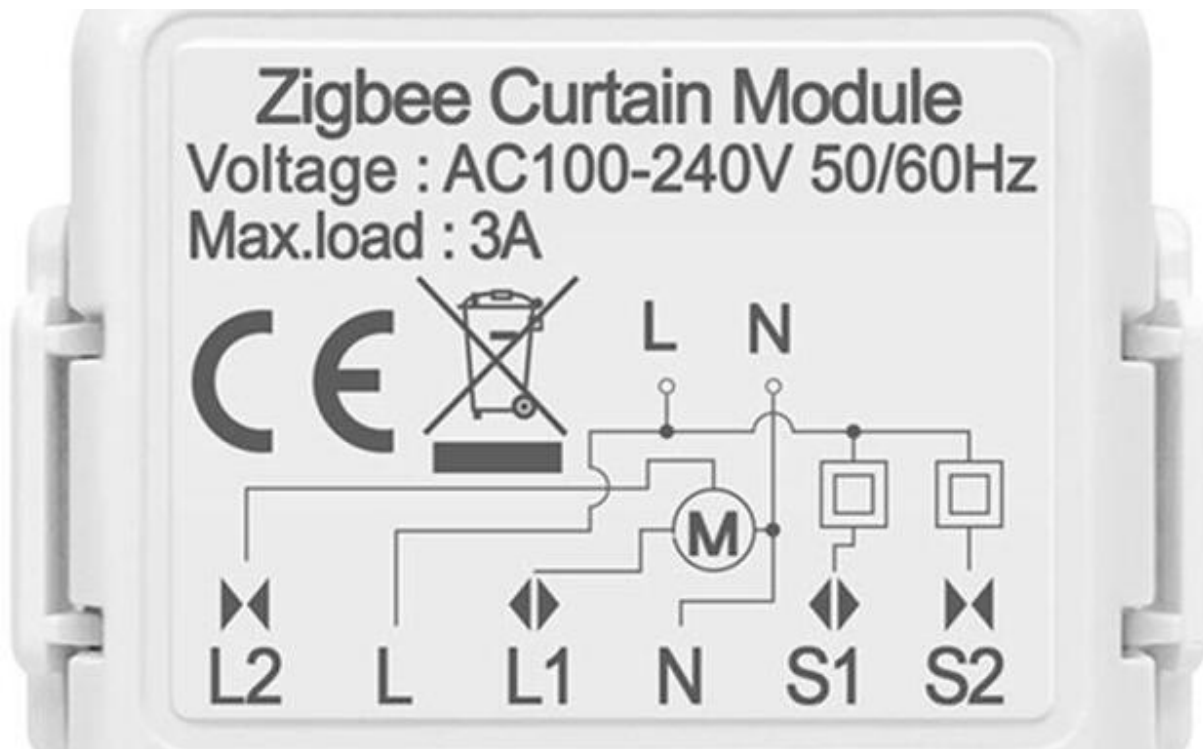 Zigbee Curtain Module
Voltage : AC100-240V 50/60Hz
Max.load : 3A
CE
L N
M
L2 L L1 N S1 S2